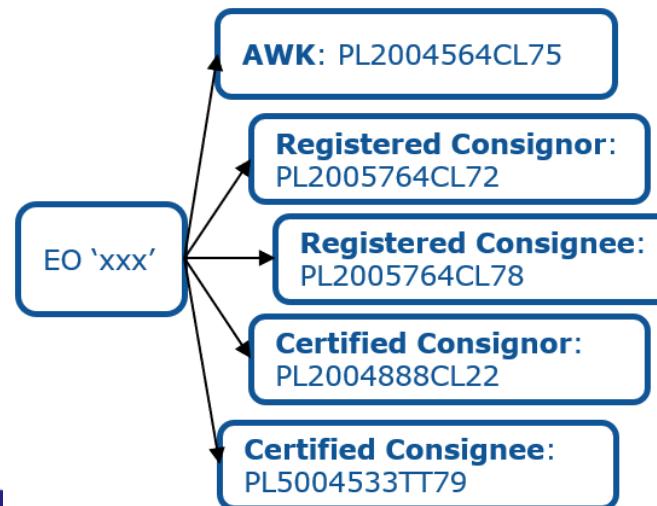 AWK: PL2004564CL75
Registered Consignor:
PL2005764CL72
EO ‘xxx’
Registered Consignee:
PL2005764CL78
Certified Consignor:
PL2004888CL22
Certified Consignee:
PL5004533TT79